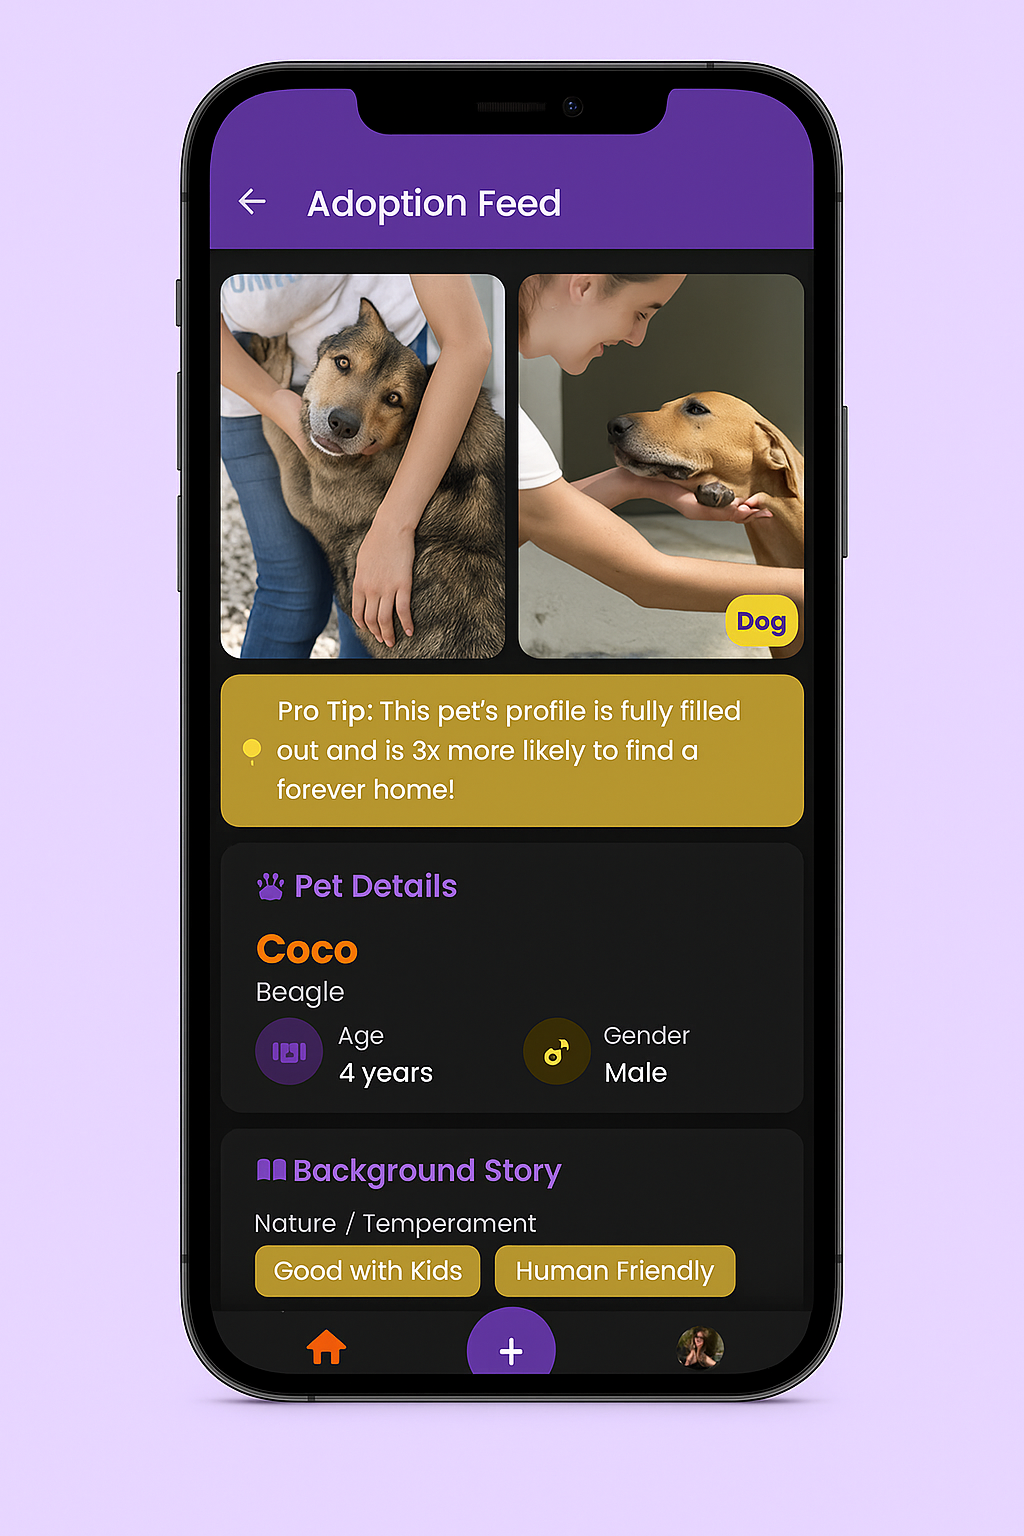 Adoption Feed
Dog
Pro Tip: This pet's profile is fully filled
out and is 3x more likely to find a
forever home!
Pet Details
Coco
Beagle
Age
4 years
Gender
Male
Background Story
Nature / Temperament
Good with Kids
Human Friendly